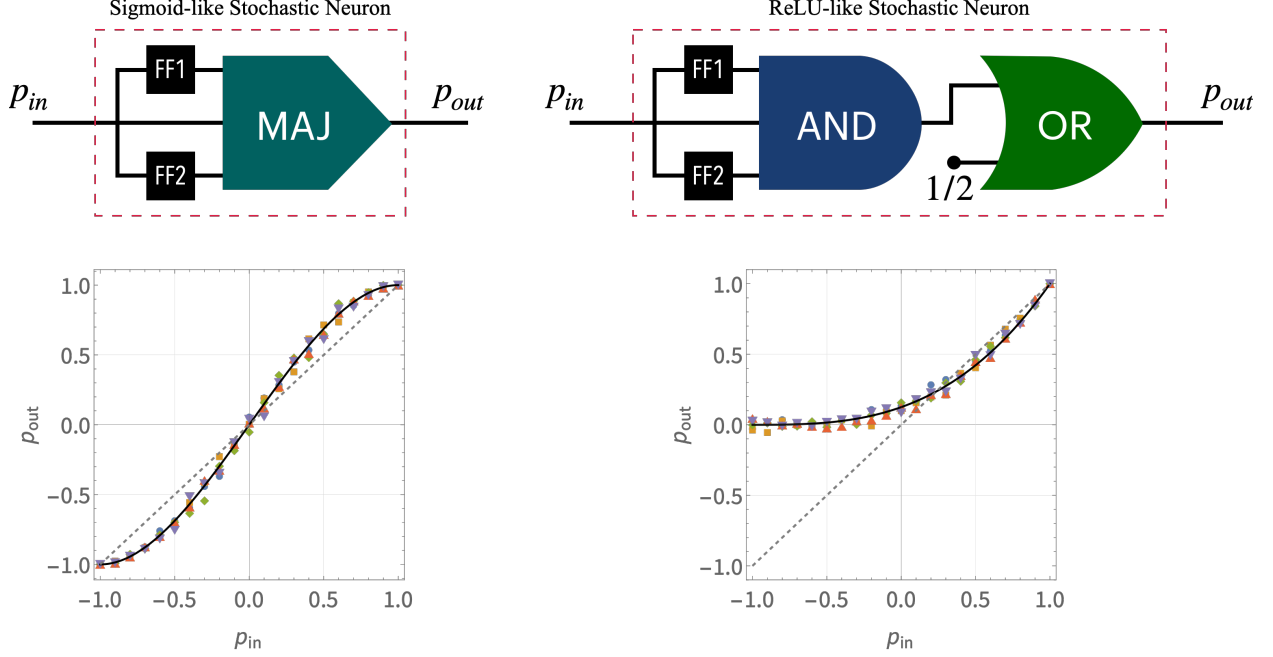 Sigmoid-like Stochastic Neuron
FF1
p_in
MAJ
p_out
FF2
1.0
0.5
0.0
−0.5
−1.0
p_out
−1.0 −0.5 0.0 0.5 1.0
p_in
ReLU-like Stochastic Neuron
FF1
p_in
AND
OR
p_out
FF2
1/2
1.0
0.5
0.0
−0.5
−1.0
p_out
−1.0 −0.5 0.0 0.5 1.0
p_in